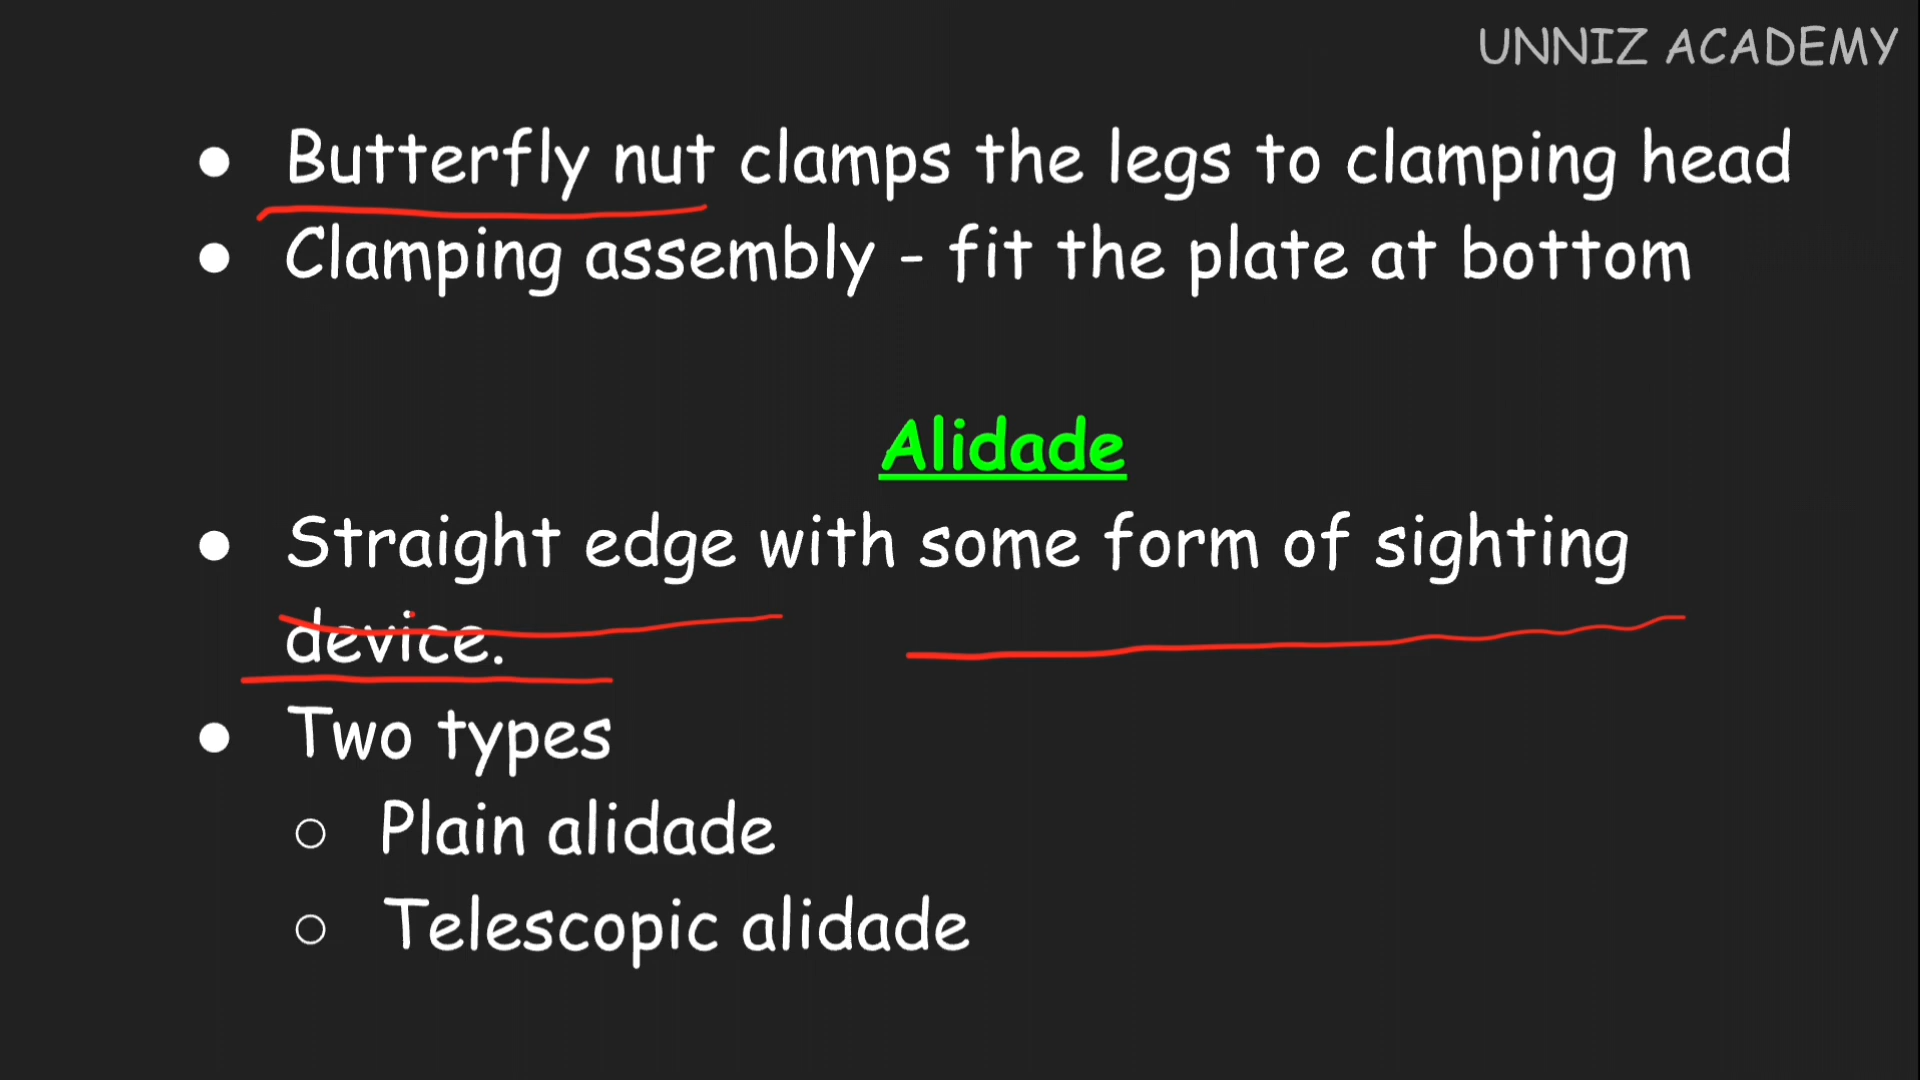 UNNIZ ACADEMY
● Butterfly nut clamps the legs to clamping head
● Clamping assembly - fit the plate at bottom
Alidade
● Straight edge with some form of sighting
device.
● Two types
○ Plain alidade
○ Telescopic alidade